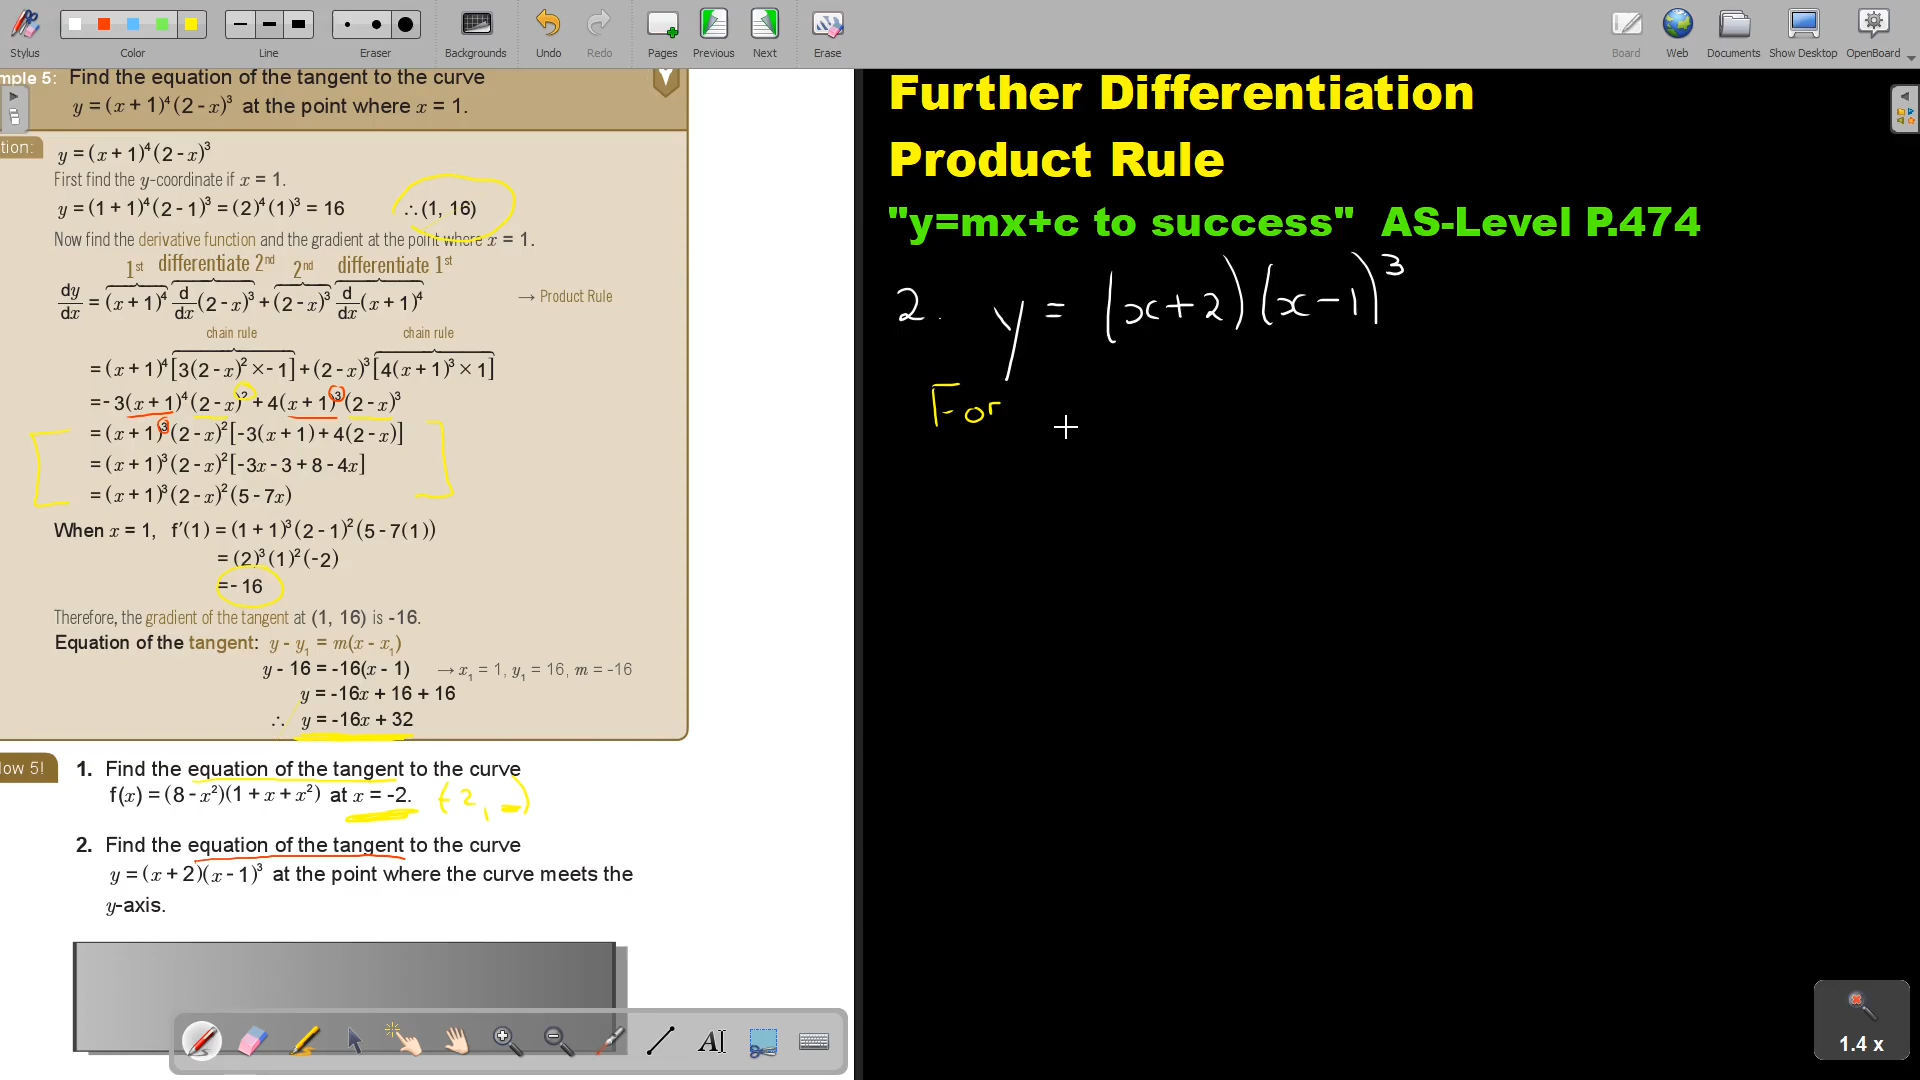 Stylus Color Line Eraser Backgrounds Undo Redo Pages Previous Next Erase Board Web Documents Show Desktop OpenBoard
mple 5: Find the equation of the tangent to the curve
y = (x + 1)⁴(2 - x)³ at the point where x = 1.
tion:
y = (x + 1)⁴(2 - x)³
First find the y-coordinate if x = 1.
y = (1 + 1)⁴(2 - 1)³ = (2)⁴(1)³ = 16 ∴ (1, 16)
Now find the derivative function and the gradient at the point where x = 1.
1st differentiate 2nd 2nd differentiate 1st
dy/dx = (x + 1)⁴ d/dx(2 - x)³ + (2 - x)³ d/dx(x + 1)⁴ → Product Rule
chain rule chain rule
= (x + 1)⁴[3(2 - x)² × - 1] + (2 - x)³[4(x + 1)³ × 1]
= - 3(x + 1)⁴(2 - x)² + 4(x + 1)³(2 - x)³
= (x + 1)³(2 - x)²[-3(x + 1) + 4(2 - x)]
= (x + 1)³(2 - x)²[-3x - 3 + 8 - 4x]
= (x + 1)³(2 - x)²(5 - 7x)
When x = 1, f′(1) = (1 + 1)³(2 - 1)²(5 - 7(1))
= (2)³(1)²(-2)
= - 16
Therefore, the gradient of the tangent at (1, 16) is -16.
Equation of the tangent: y - y₁ = m(x - x₁)
y - 16 = -16(x - 1) → x₁ = 1, y₁ = 16, m = -16
y = -16x + 16 + 16
∴ y = -16x + 32
low 5! 1. Find the equation of the tangent to the curve
f(x) = (8 - x²)(1 + x + x²) at x = -2. (-2, _)
2. Find the equation of the tangent to the curve
y = (x + 2)(x - 1)³ at the point where the curve meets the
y-axis.
Further Differentiation
Product Rule
"y=mx+c to success" AS-Level P.474
2. y = (x+2)(x-1)³
For
1.4 x